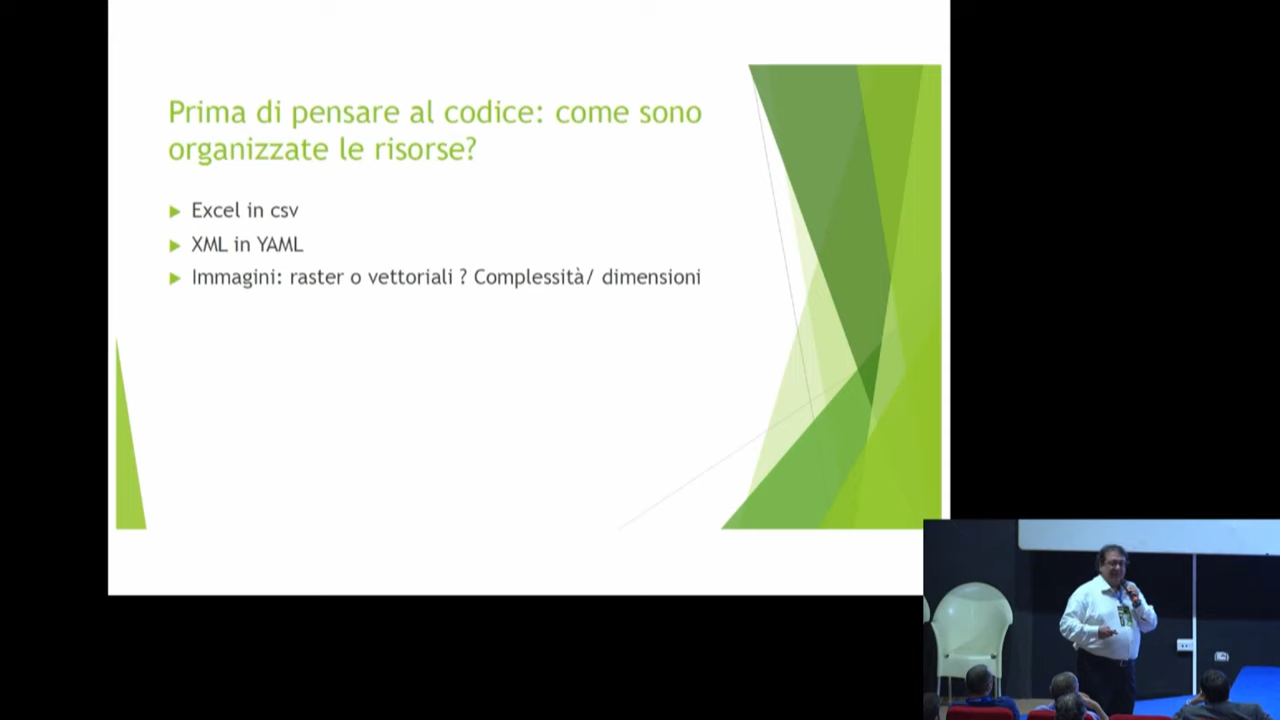 Prima di pensare al codice: come sono
organizzate le risorse?
Excel in csv
XML in YAML
Immagini: raster o vettoriali ? Complessità/ dimensioni